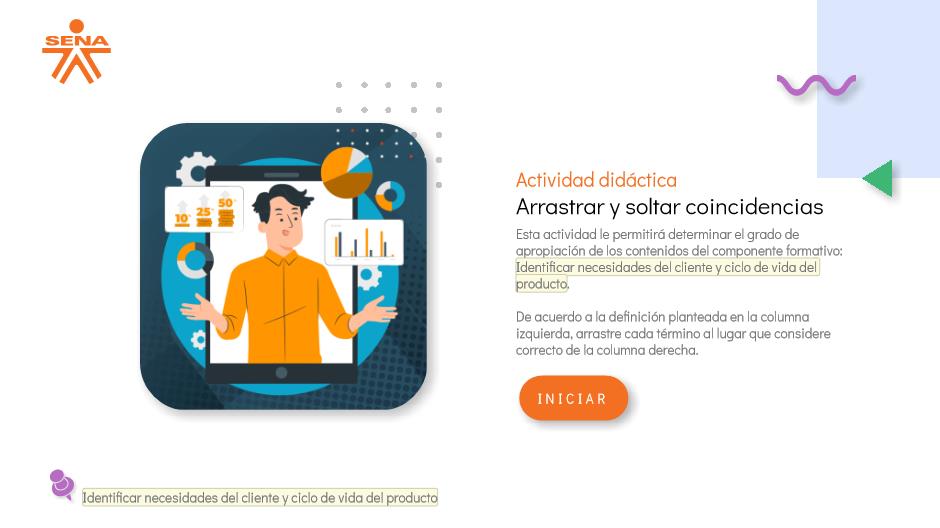 SENA
10%
25%
50%
Actividad didáctica
Arrastrar y soltar coincidencias
Esta actividad le permitirá determinar el grado de
apropiación de los contenidos del componente formativo:
Identificar necesidades del cliente y ciclo de vida del
producto.
De acuerdo a la definición planteada en la columna
izquierda, arrastre cada término al lugar que considere
correcto de la columna derecha.
INICIAR
Identificar necesidades del cliente y ciclo de vida del producto